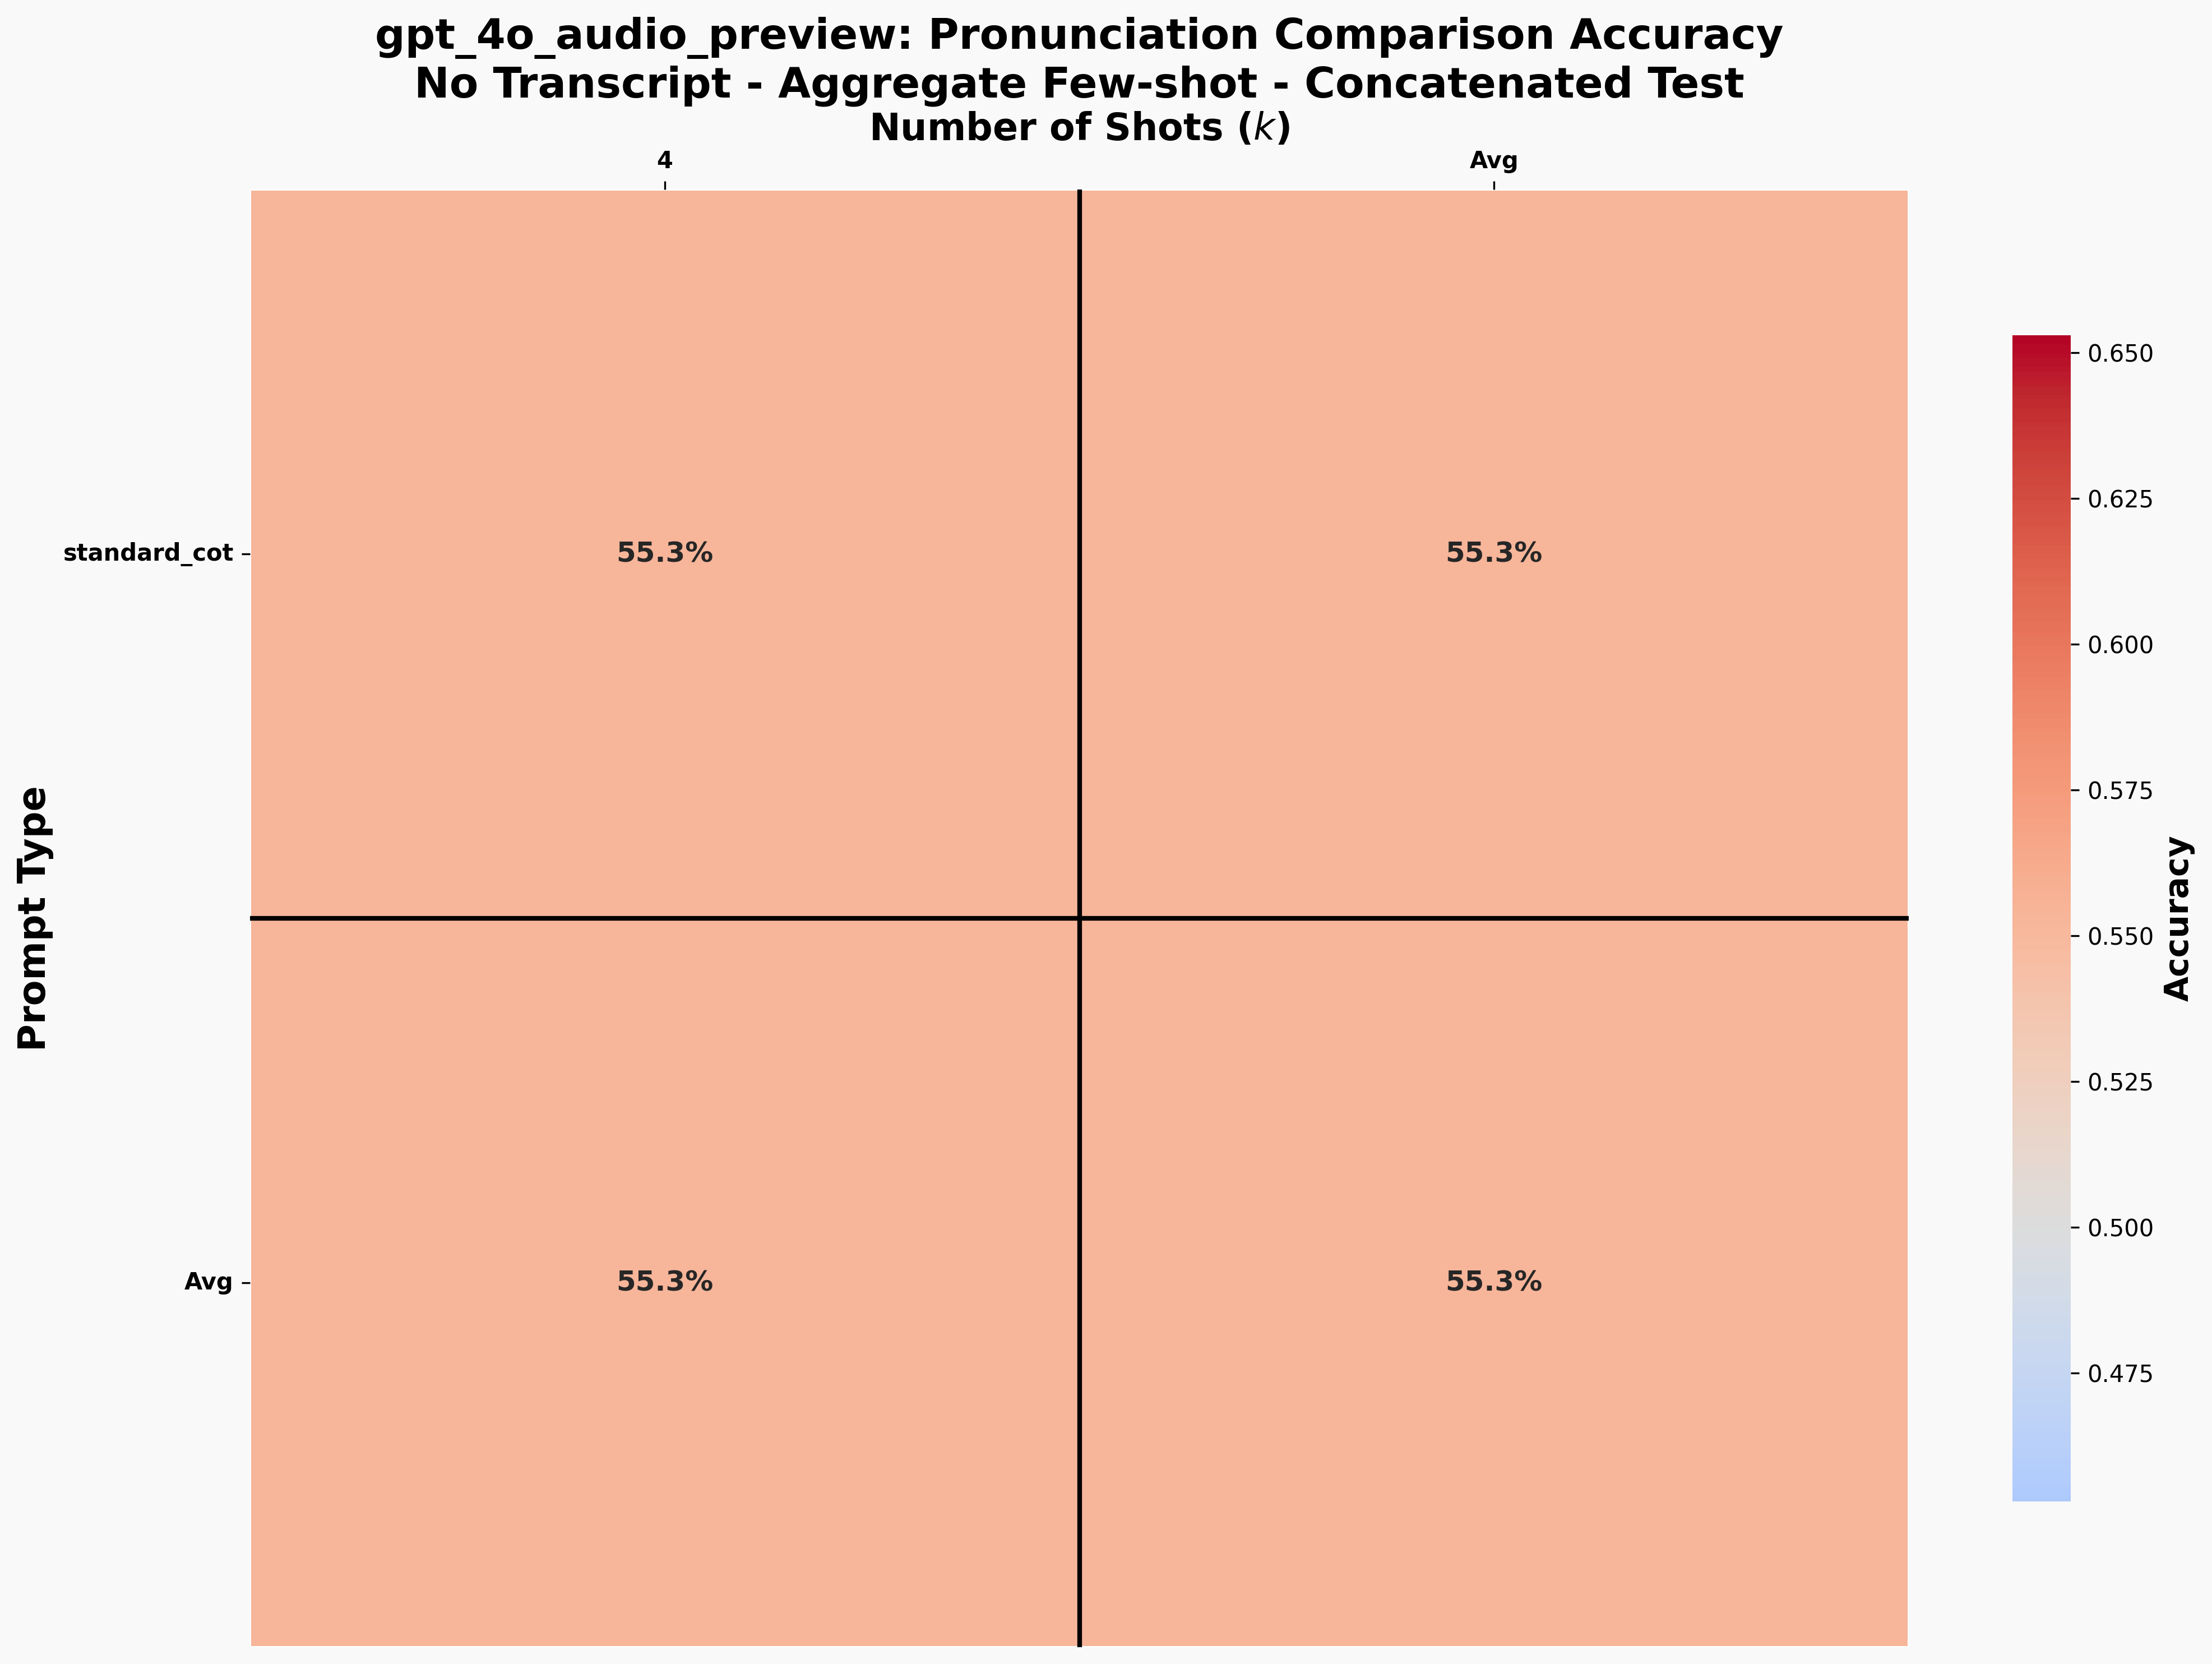 gpt_4o_audio_preview: Pronunciation Comparison Accuracy
No Transcript - Aggregate Few-shot - Concatenated Test
Number of Shots (k)
4
Avg
standard_cot
55.3%
55.3%
Avg
55.3%
55.3%
Prompt Type
0.650
0.625
0.600
0.575
0.550
0.525
0.500
0.475
Accuracy